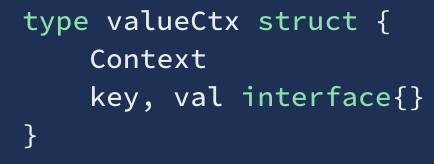 type valueCtx struct {
    Context
    key, val interface{}
}